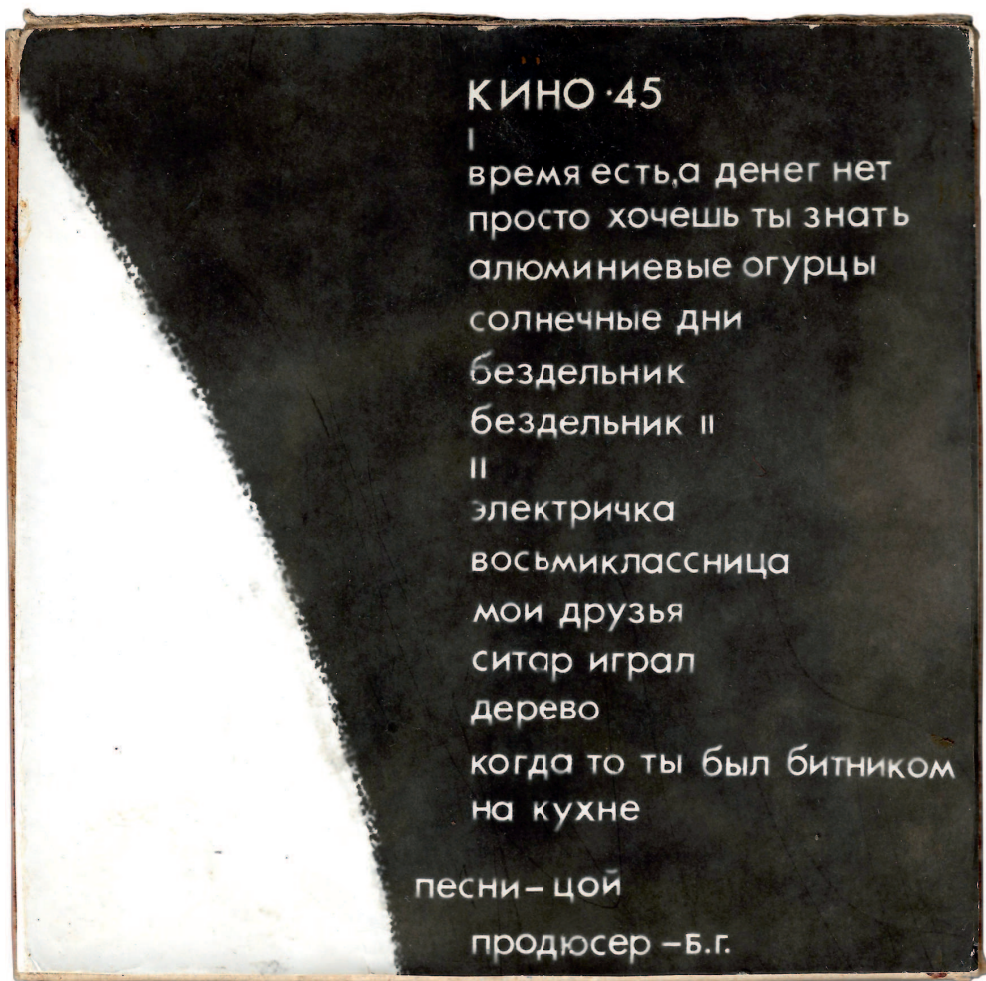 КИНО·45
I
время есть,а денег нет
просто хочешь ты знать
алюминиевые огурцы
солнечные дни
бездельник
бездельник II
II
электричка
восьмиклассница
мои друзья
ситар играл
дерево
когда то ты был битником
на кухне
песни–цой
продюсер –Б.Г.